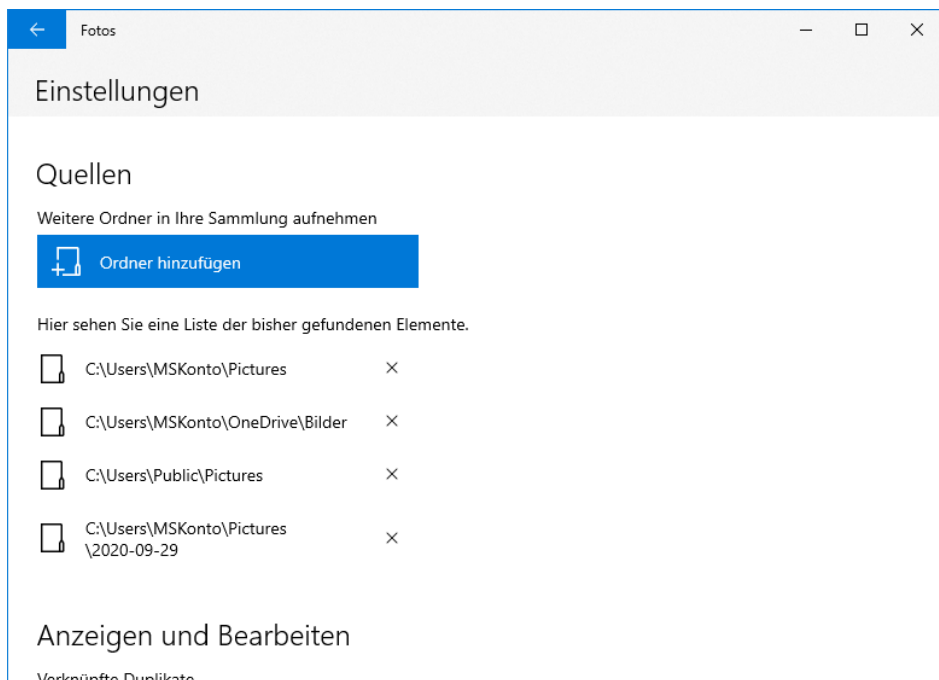 Fotos
Einstellungen
Quellen
Weitere Ordner in Ihre Sammlung aufnehmen
Ordner hinzufügen
Hier sehen Sie eine Liste der bisher gefundenen Elemente.
C:\Users\MSKonto\Pictures
C:\Users\MSKonto\OneDrive\Bilder
C:\Users\Public\Pictures
C:\Users\MSKonto\Pictures
\2020-09-29
Anzeigen und Bearbeiten
Verknüpfte Duplikate